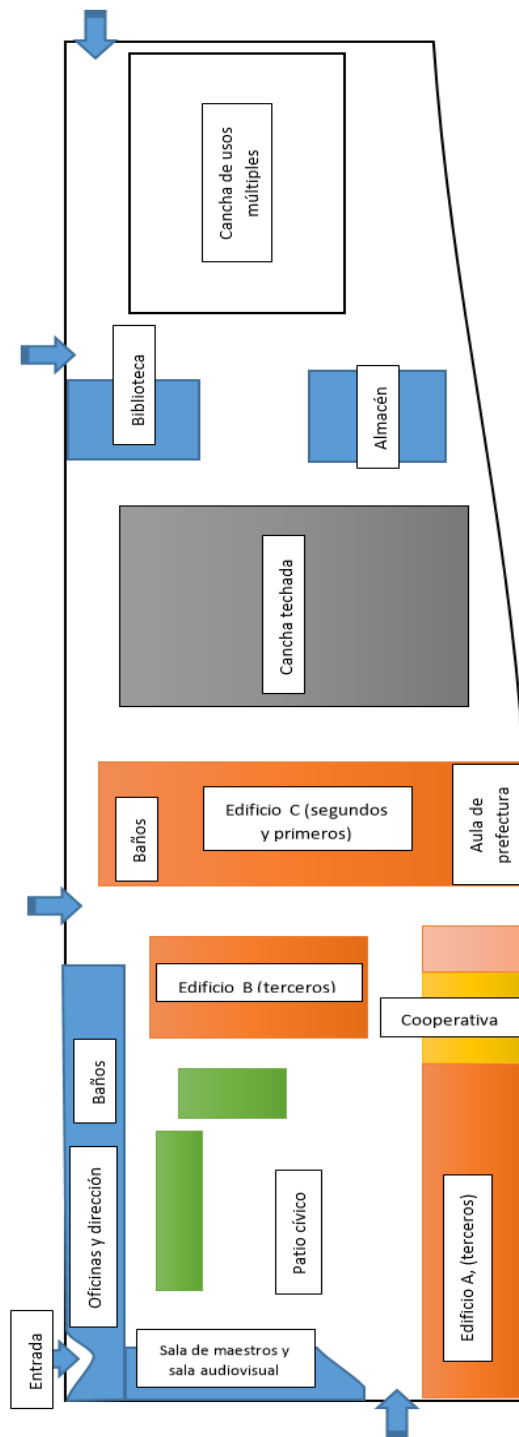 Cancha de usos
múltiples
Biblioteca
Almacén
Cancha techada
Baños
Edificio C (segundos
y primeros)
Aula de
prefectura
Edificio B (terceros)
Cooperativa
Baños
Oficinas y dirección
Patio cívico
Edificio A, (terceros)
Entrada
Sala de maestros y
sala audiovisual